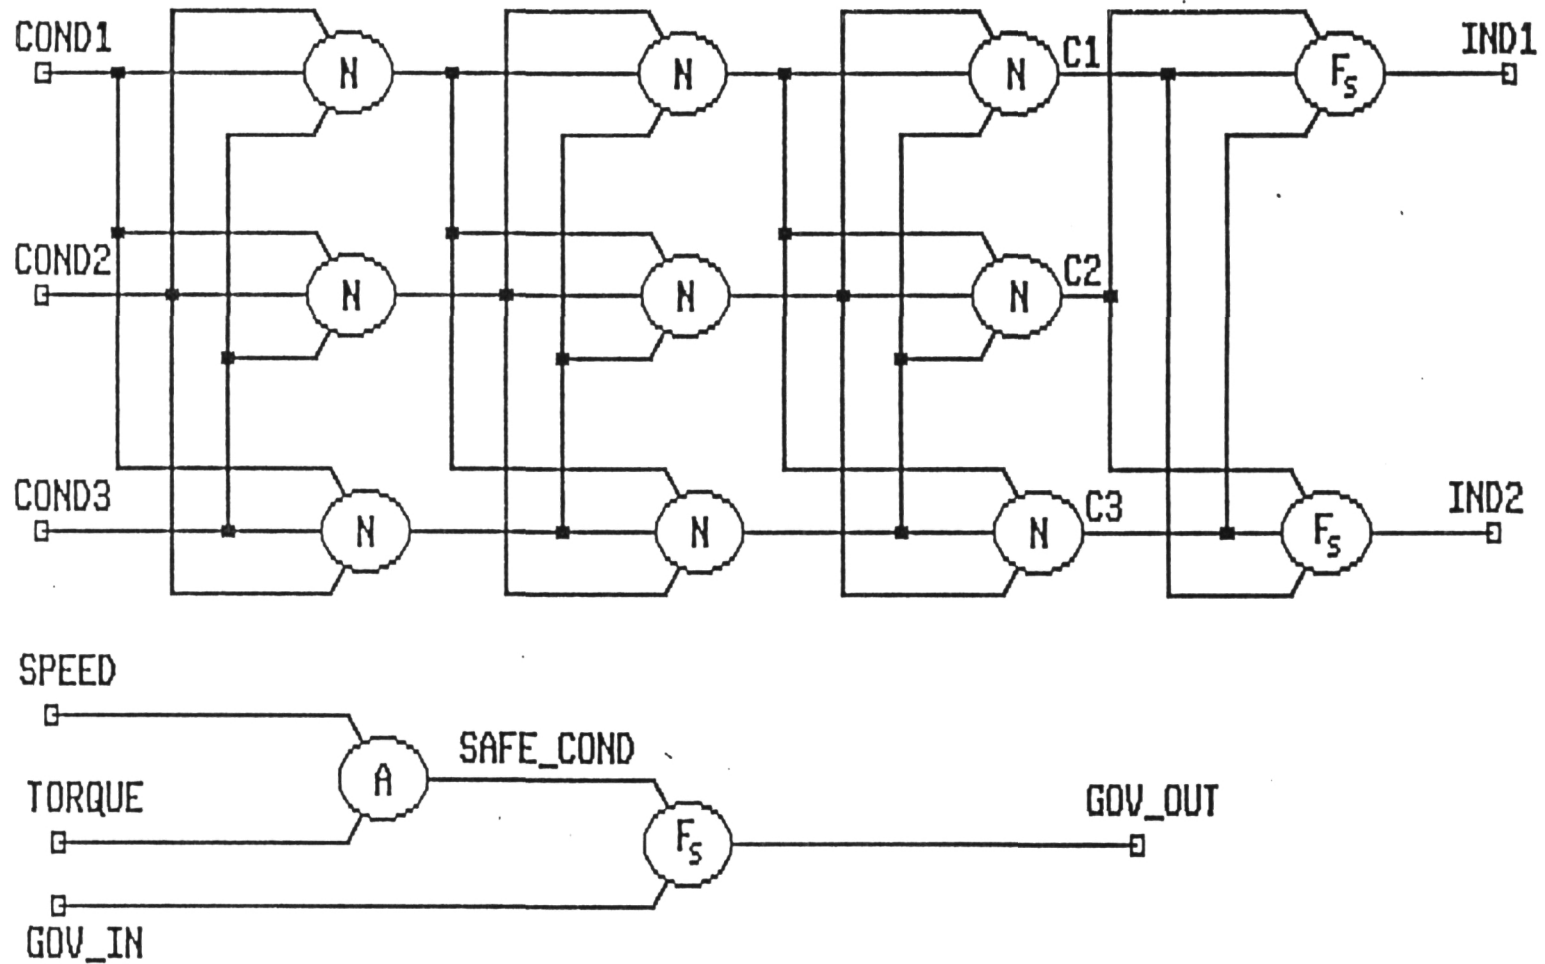 COND1
N
N
N
C1
Fs
IND1
COND2
N
N
N
C2
COND3
N
N
N
C3
Fs
IND2
SPEED
A
SAFE_COND
TORQUE
Fs
GOV_OUT
GOV_IN